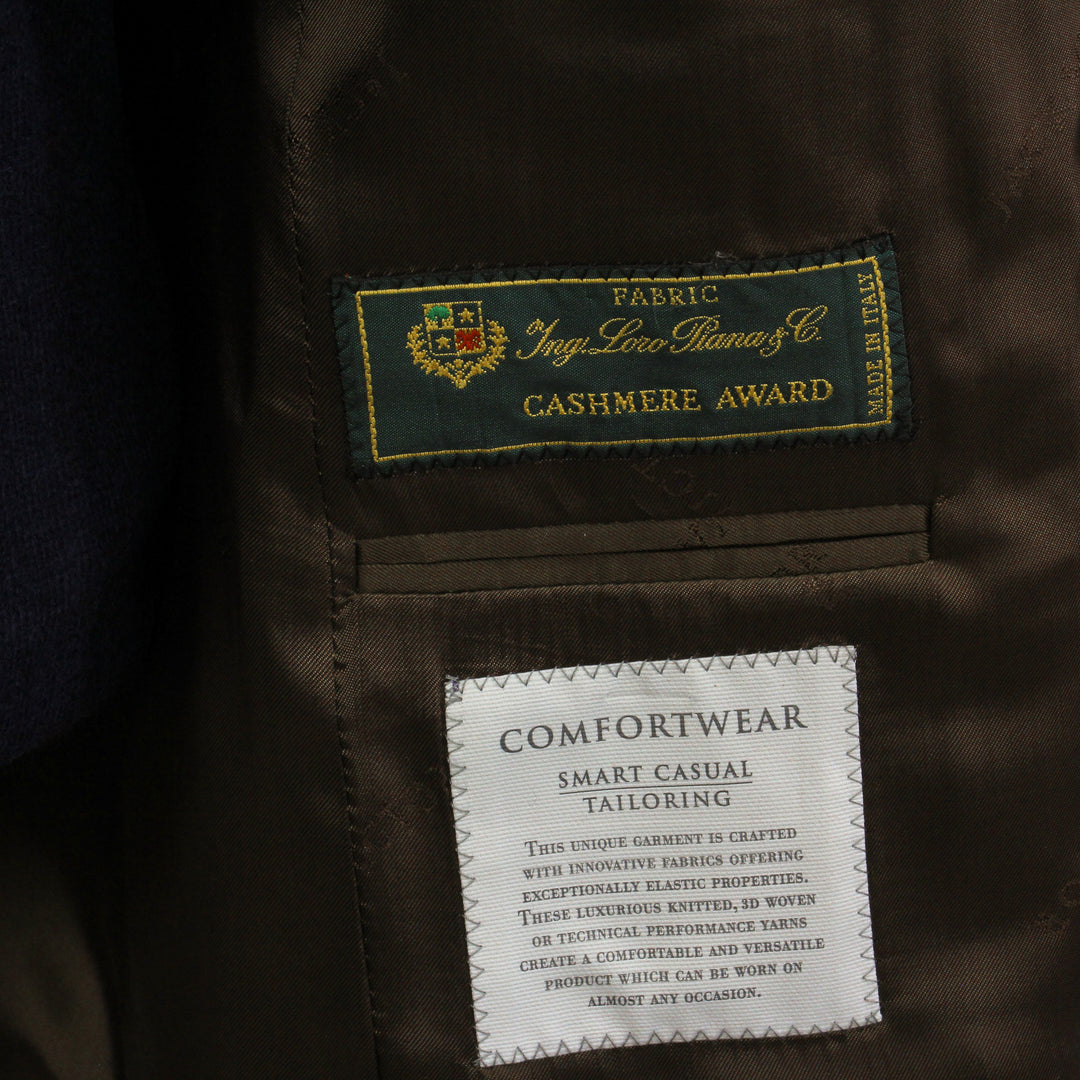 FABRIC
Ing. Loro Piana & C.
CASHMERE AWARD
MADE IN ITALY
COMFORTWEAR
SMART CASUAL
TAILORING
THIS UNIQUE GARMENT IS CRAFTED
WITH INNOVATIVE FABRICS OFFERING
EXCEPTIONALLY ELASTIC PROPERTIES.
THESE LUXURIOUS KNITTED, 3D WOVEN
OR TECHNICAL PERFORMANCE YARNS
CREATE A COMFORTABLE AND VERSATILE
PRODUCT WHICH CAN BE WORN ON
ALMOST ANY OCCASION.